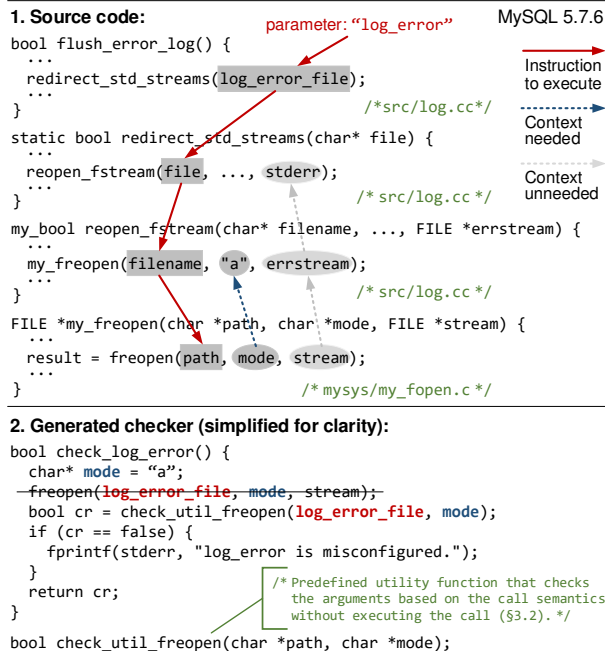 1. Source code:
parameter: “log_error”
MySQL 5.7.6
bool flush_error_log() {
...
redirect_std_streams(log_error_file);
...
}
/*src/log.cc*/
Instruction
to execute
Context
needed
Context
unneeded
static bool redirect_std_streams(char* file) {
...
reopen_fstream(file, ..., stderr);
...
}
/* src/log.cc */
my_bool reopen_fstream(char* filename, ..., FILE *errstream) {
...
my_freopen(filename, "a", errstream);
...
}
/* src/log.cc */
FILE *my_freopen(char *path, char *mode, FILE *stream) {
...
result = freopen(path, mode, stream);
...
}
/* mysys/my_fopen.c */
2. Generated checker (simplified for clarity):
bool check_log_error() {
char* mode = “a”;
freopen(log_error_file, mode, stream);
bool cr = check_util_freopen(log_error_file, mode);
if (cr == false) {
fprintf(stderr, "log_error is misconfigured.");
}
return cr;
}
/* Predefined utility function that checks
the arguments based on the call semantics
without executing the call (§3.2). */
bool check_util_freopen(char *path, char *mode);